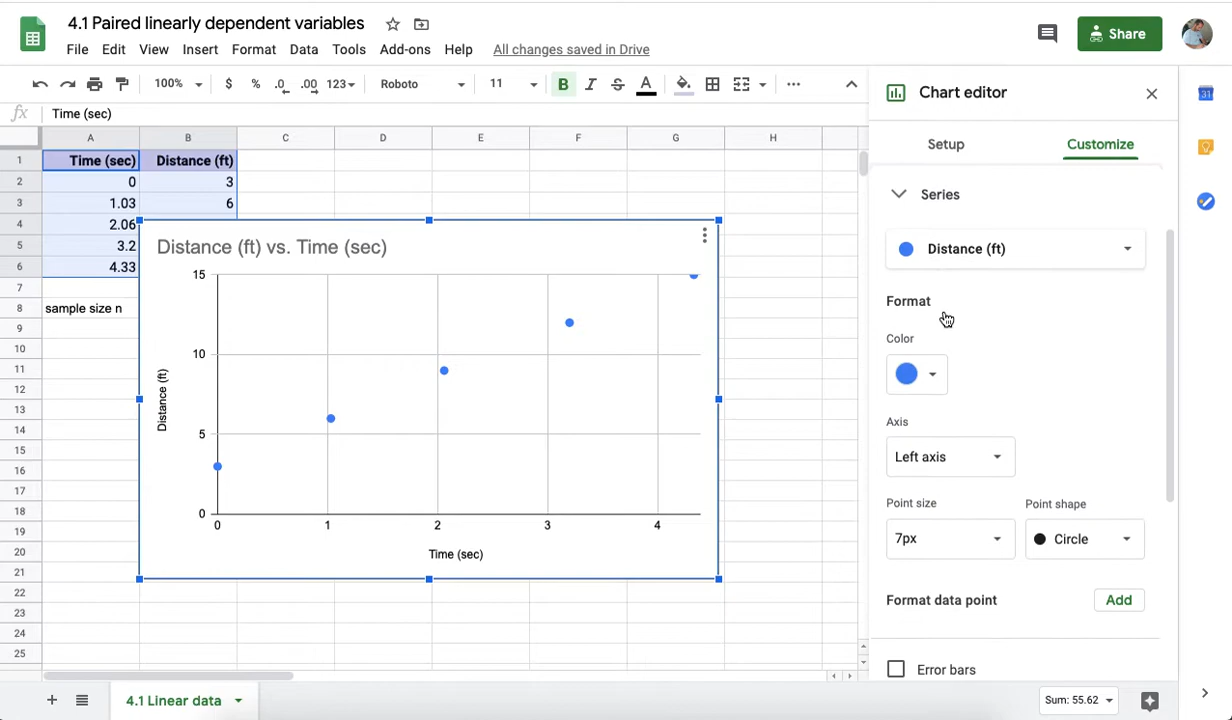 4.1 Paired linearly dependent variables
File Edit View Insert Format Data Tools Add-ons Help All changes saved in Drive
Share
100% $ % .0 .00 123 Roboto 11 B I S A ...
fx Time (sec)
A B C D E F G H
1 Time (sec) Distance (ft)
2 0 3
3 1.03 6
4 2.06
5 3.2
6 4.33
7
8 sample size n
9
10
11
12
13
14
15
16
17
18
19
20
21
22
23
24
25
Distance (ft) vs. Time (sec)
15
10
5
0
Distance (ft)
0 1 2 3 4
Time (sec)
Chart editor
Setup Customize
Series
Distance (ft)
Format
Color
Axis
Left axis
Point size Point shape
7px Circle
Format data point Add
Error bars
31
+ 4.1 Linear data
Sum: 55.62